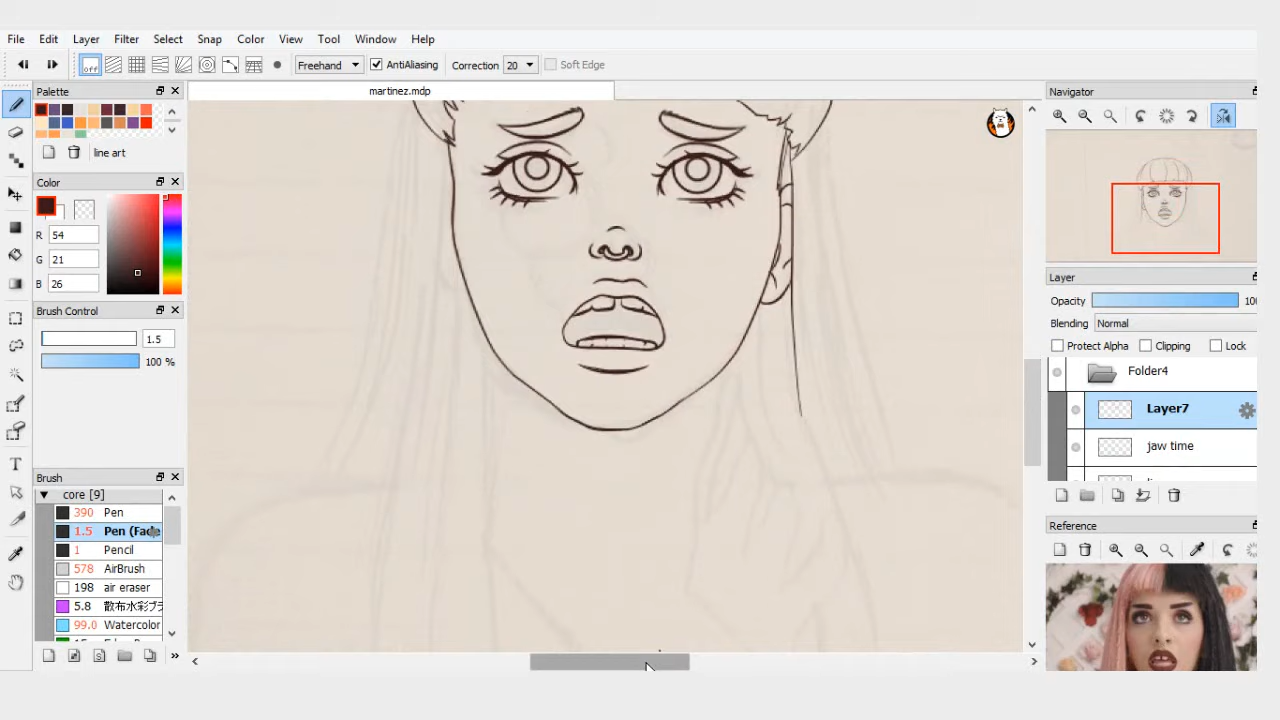 File Edit Layer Filter Select Snap Color View Tool Window Help
off Freehand AntiAliasing Correction 20 Soft Edge
Palette
martinez.mdp
Navigator
line art
Color
R 54
G 21
B 26
Brush Control
1.5
100 %
Layer
Opacity
Blending Normal
Protect Alpha Clipping Lock
Folder4
Layer7
jaw time
Brush
core [9]
390 Pen
1.5 Pen (Fade
1 Pencil
578 AirBrush
198 air eraser
5.8 散布水彩ブラ
99.0 Watercolor
Reference